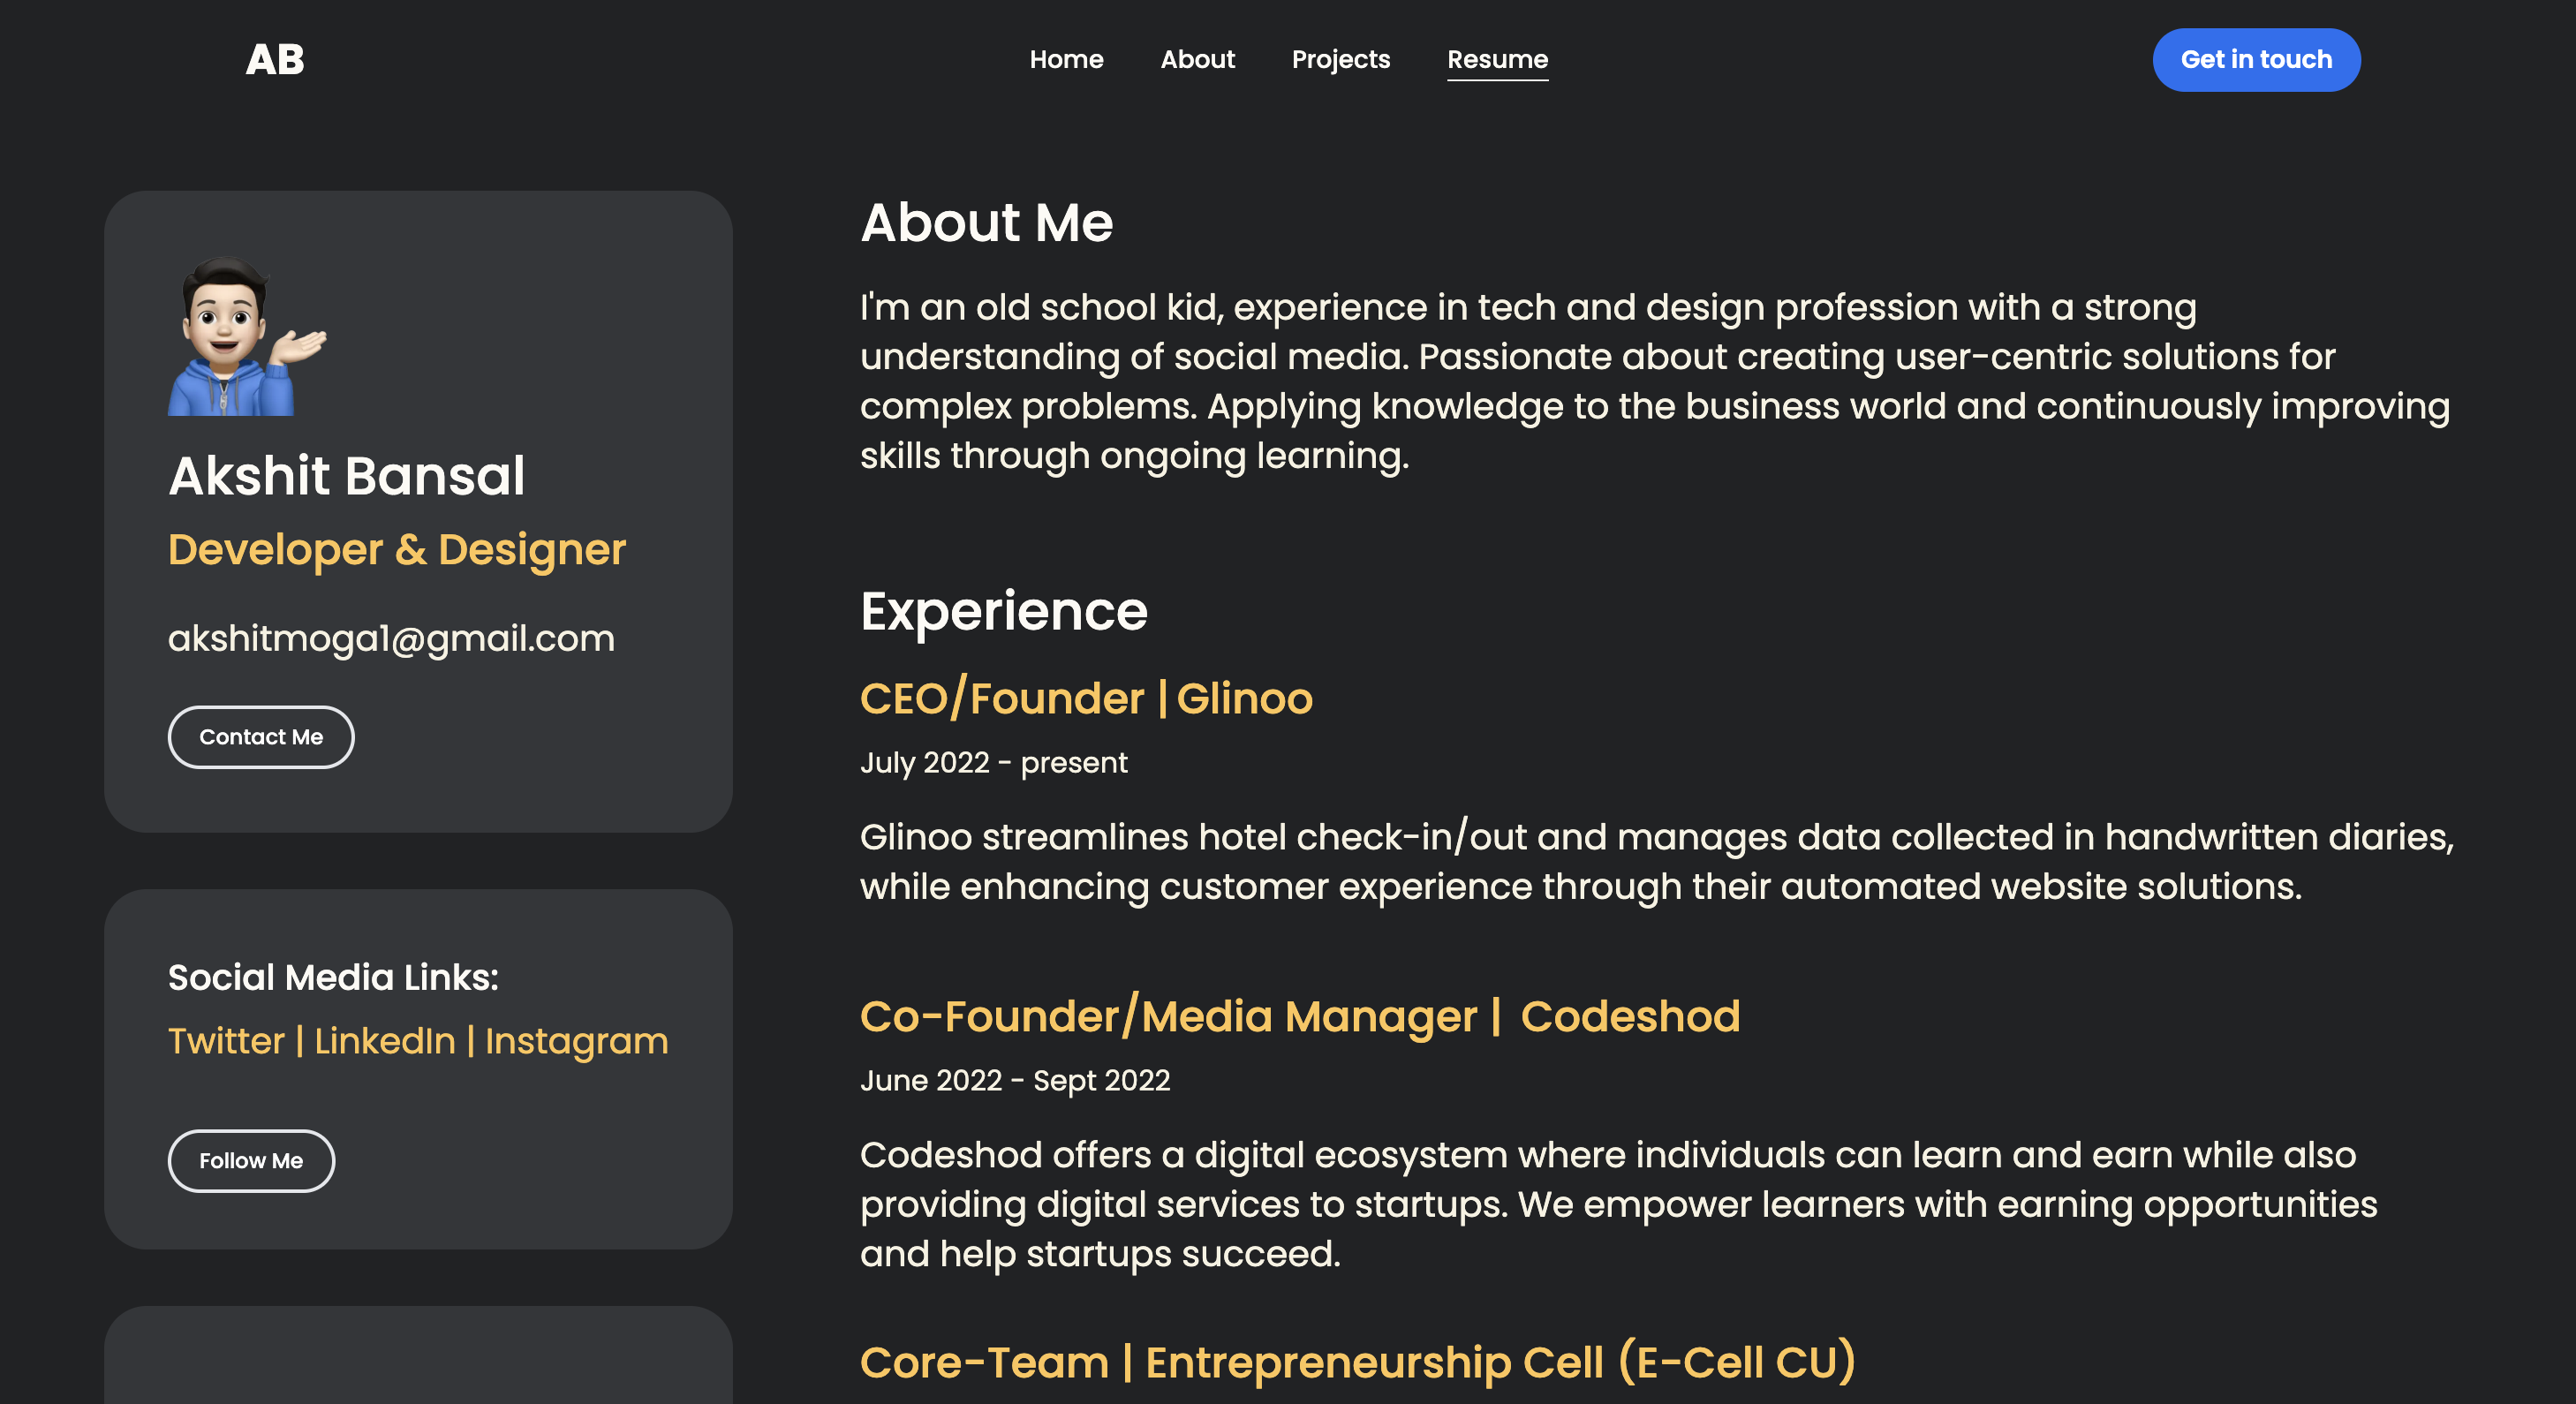 AB
Home About Projects Resume
Get in touch
Akshit Bansal
Developer & Designer
akshitmoga1@gmail.com
Contact Me
Social Media Links:
Twitter | LinkedIn | Instagram
Follow Me
About Me
I'm an old school kid, experience in tech and design profession with a strong
understanding of social media. Passionate about creating user-centric solutions for
complex problems. Applying knowledge to the business world and continuously improving
skills through ongoing learning.
Experience
CEO/Founder | Glinoo
July 2022 - present
Glinoo streamlines hotel check-in/out and manages data collected in handwritten diaries,
while enhancing customer experience through their automated website solutions.
Co-Founder/Media Manager | Codeshod
June 2022 - Sept 2022
Codeshod offers a digital ecosystem where individuals can learn and earn while also
providing digital services to startups. We empower learners with earning opportunities
and help startups succeed.
Core-Team | Entrepreneurship Cell (E-Cell CU)